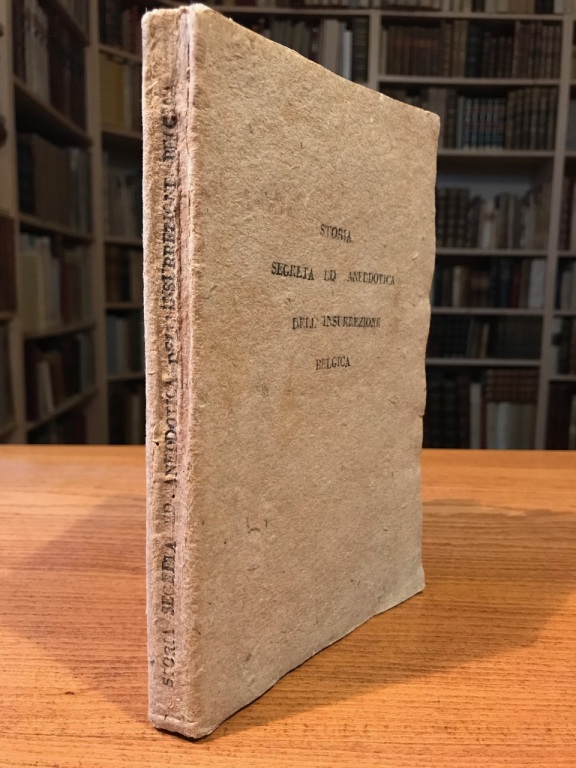 STORIA
SEGRETA ED ANEDDOTICA
DELL' INSURREZIONE
BELGICA
STORIA SEGRETA ED. ANEDDOTICA DELL' INSURREZIONE BELGICA